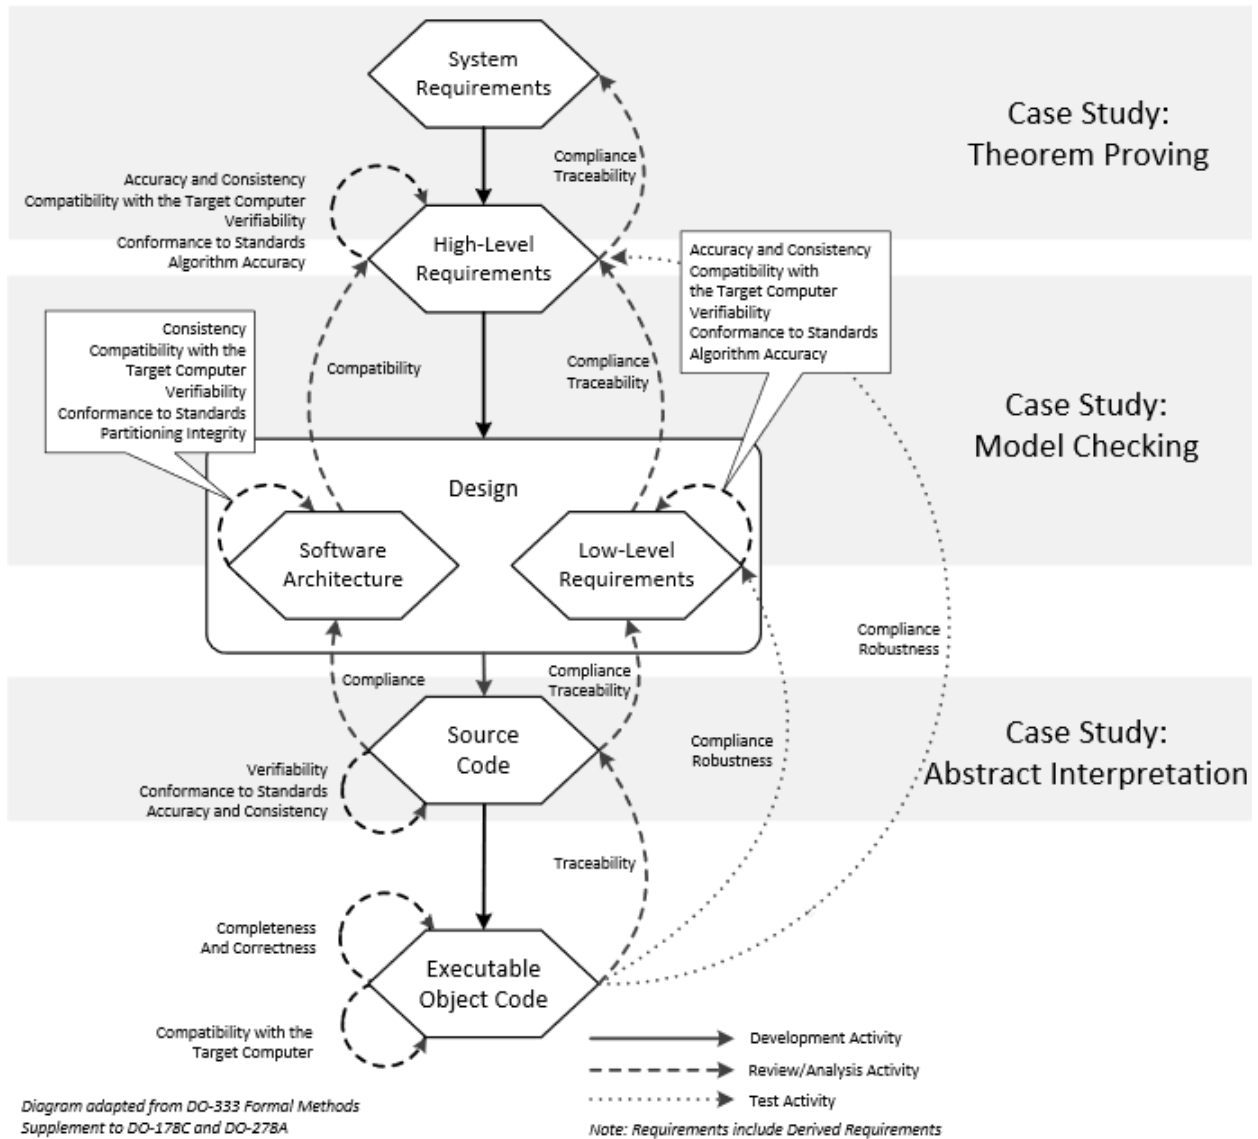 System
Requirements
Case Study:
Theorem Proving
Compliance
Traceability
Accuracy and Consistency
Compatibility with the Target Computer
Verifiability
Conformance to Standards
Algorithm Accuracy
High-Level
Requirements
Accuracy and Consistency
Compatibility with
the Target Computer
Verifiability
Conformance to Standards
Algorithm Accuracy
Consistency
Compatibility with the
Target Computer
Verifiability
Conformance to Standards
Partitioning Integrity
Compatibility
Compliance
Traceability
Case Study:
Model Checking
Design
Software
Architecture
Low-Level
Requirements
Compliance
Robustness
Compliance
Compliance
Traceability
Source
Code
Compliance
Robustness
Case Study:
Abstract Interpretation
Verifiability
Conformance to Standards
Accuracy and Consistency
Traceability
Completeness
And Correctness
Executable
Object Code
Compatibility with the
Target Computer
Development Activity
Review/Analysis Activity
Test Activity
Diagram adapted from DO-333 Formal Methods
Supplement to DO-178C and DO-278A
Note: Requirements include Derived Requirements